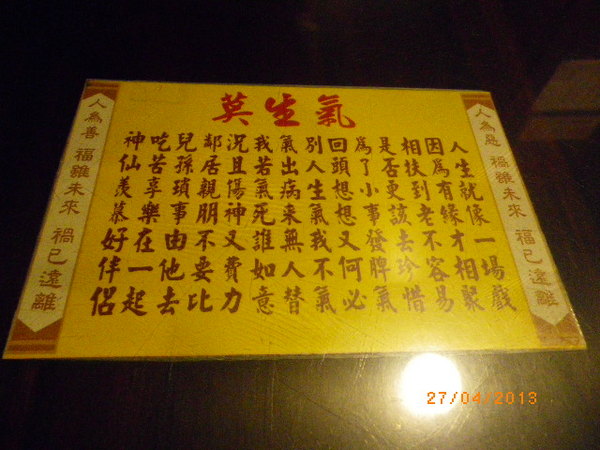 莫生氣
人為惡 禍雖未來 福已遠離
人生就像一場戲
因爲有緣才相聚
相扶到老不容易
是否更該去珍惜
爲了小事發脾氣
回頭想想又何必
別人生氣我不氣
氣出病來無人替
我若氣死誰如意
況且傷神又費力
鄰居親朋不要比
兒孫瑣事由他去
吃苦享樂在一起
神仙羨慕好伴侶
人為善 福雖未來 禍已遠離
27/04/2013